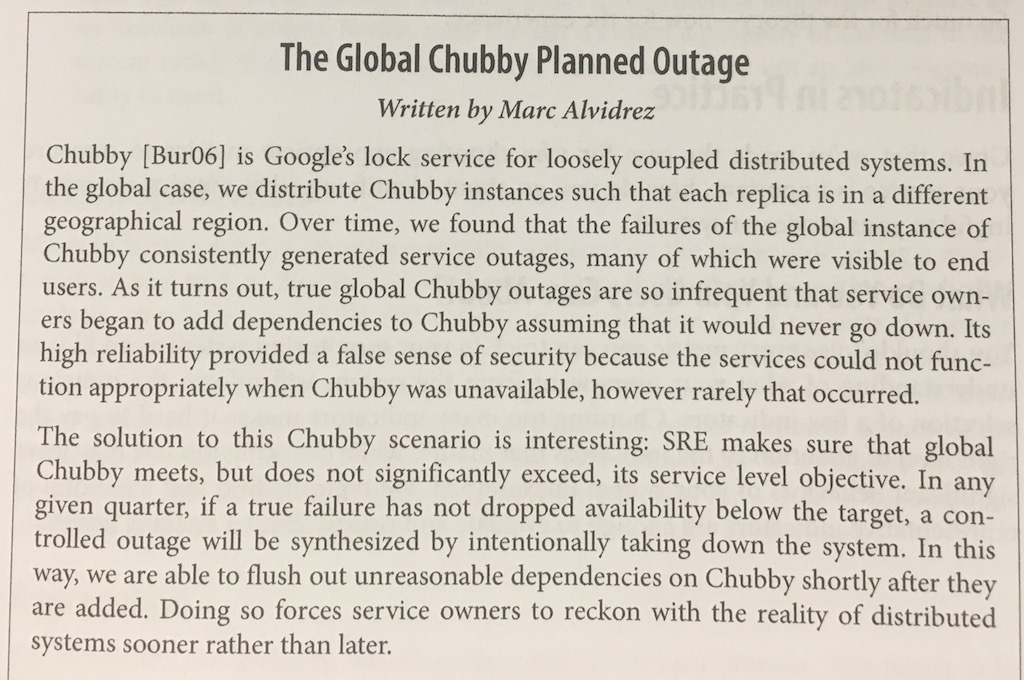 The Global Chubby Planned Outage
Written by Marc Alvidrez
Chubby [Bur06] is Google's lock service for loosely coupled distributed systems. In
the global case, we distribute Chubby instances such that each replica is in a different
geographical region. Over time, we found that the failures of the global instance of
Chubby consistently generated service outages, many of which were visible to end
users. As it turns out, true global Chubby outages are so infrequent that service own-
ers began to add dependencies to Chubby assuming that it would never go down. Its
high reliability provided a false sense of security because the services could not func-
tion appropriately when Chubby was unavailable, however rarely that occurred.
The solution to this Chubby scenario is interesting: SRE makes sure that global
Chubby meets, but does not significantly exceed, its service level objective. In any
given quarter, if a true failure has not dropped availability below the target, a con-
trolled outage will be synthesized by intentionally taking down the system. In this
way, we are able to flush out unreasonable dependencies on Chubby shortly after they
are added. Doing so forces service owners to reckon with the reality of distributed
systems sooner rather than later.